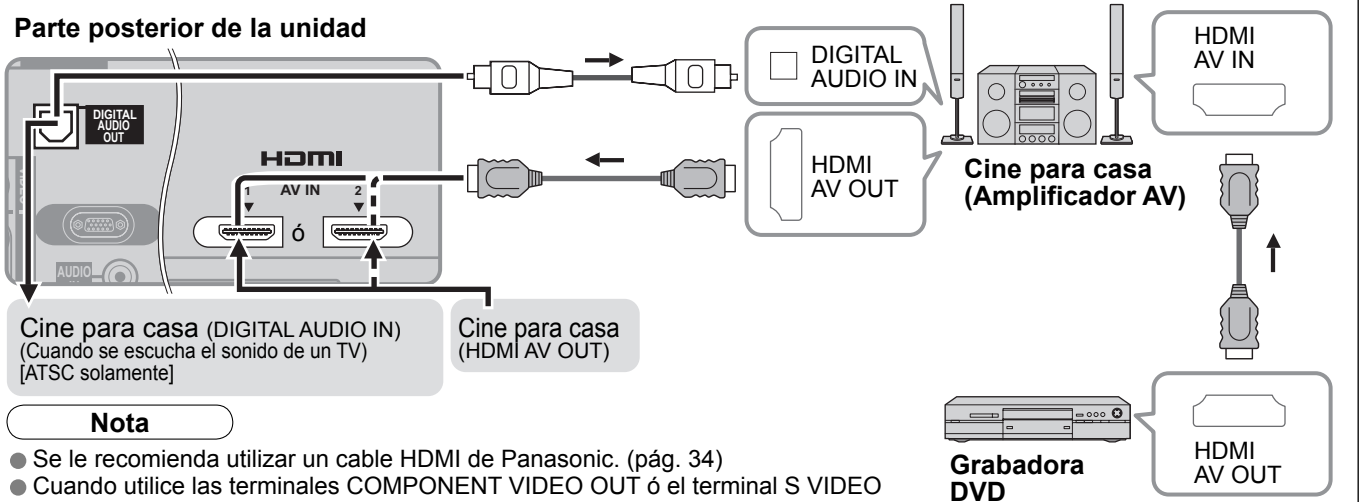 Parte posterior de la unidad
DIGITAL
AUDIO
OUT
HDMI
1 AV IN 2
ó
AUDIO
DIGITAL
AUDIO IN
HDMI
AV OUT
HDMI
AV IN
Cine para casa
(Amplificador AV)
Cine para casa (DIGITAL AUDIO IN)
(Cuando se escucha el sonido de un TV)
[ATSC solamente]
Cine para casa
(HDMI AV OUT)
Nota
Se le recomienda utilizar un cable HDMI de Panasonic. (pág. 34)
Cuando utilice las terminales COMPONENT VIDEO OUT ó el terminal S VIDEO
Grabadora
DVD
HDMI
AV OUT